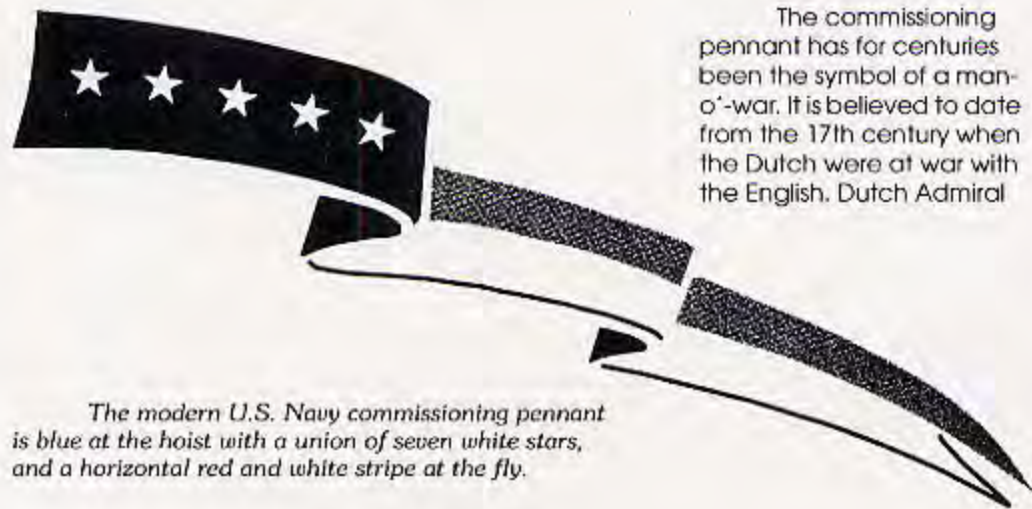 The commissioning
pennant has for centuries
been the symbol of a man-
o'-war. It is believed to date
from the 17th century when
the Dutch were at war with
the English. Dutch Admiral
The modern U.S. Navy commissioning pennant
is blue at the hoist with a union of seven white stars,
and a horizontal red and white stripe at the fly.